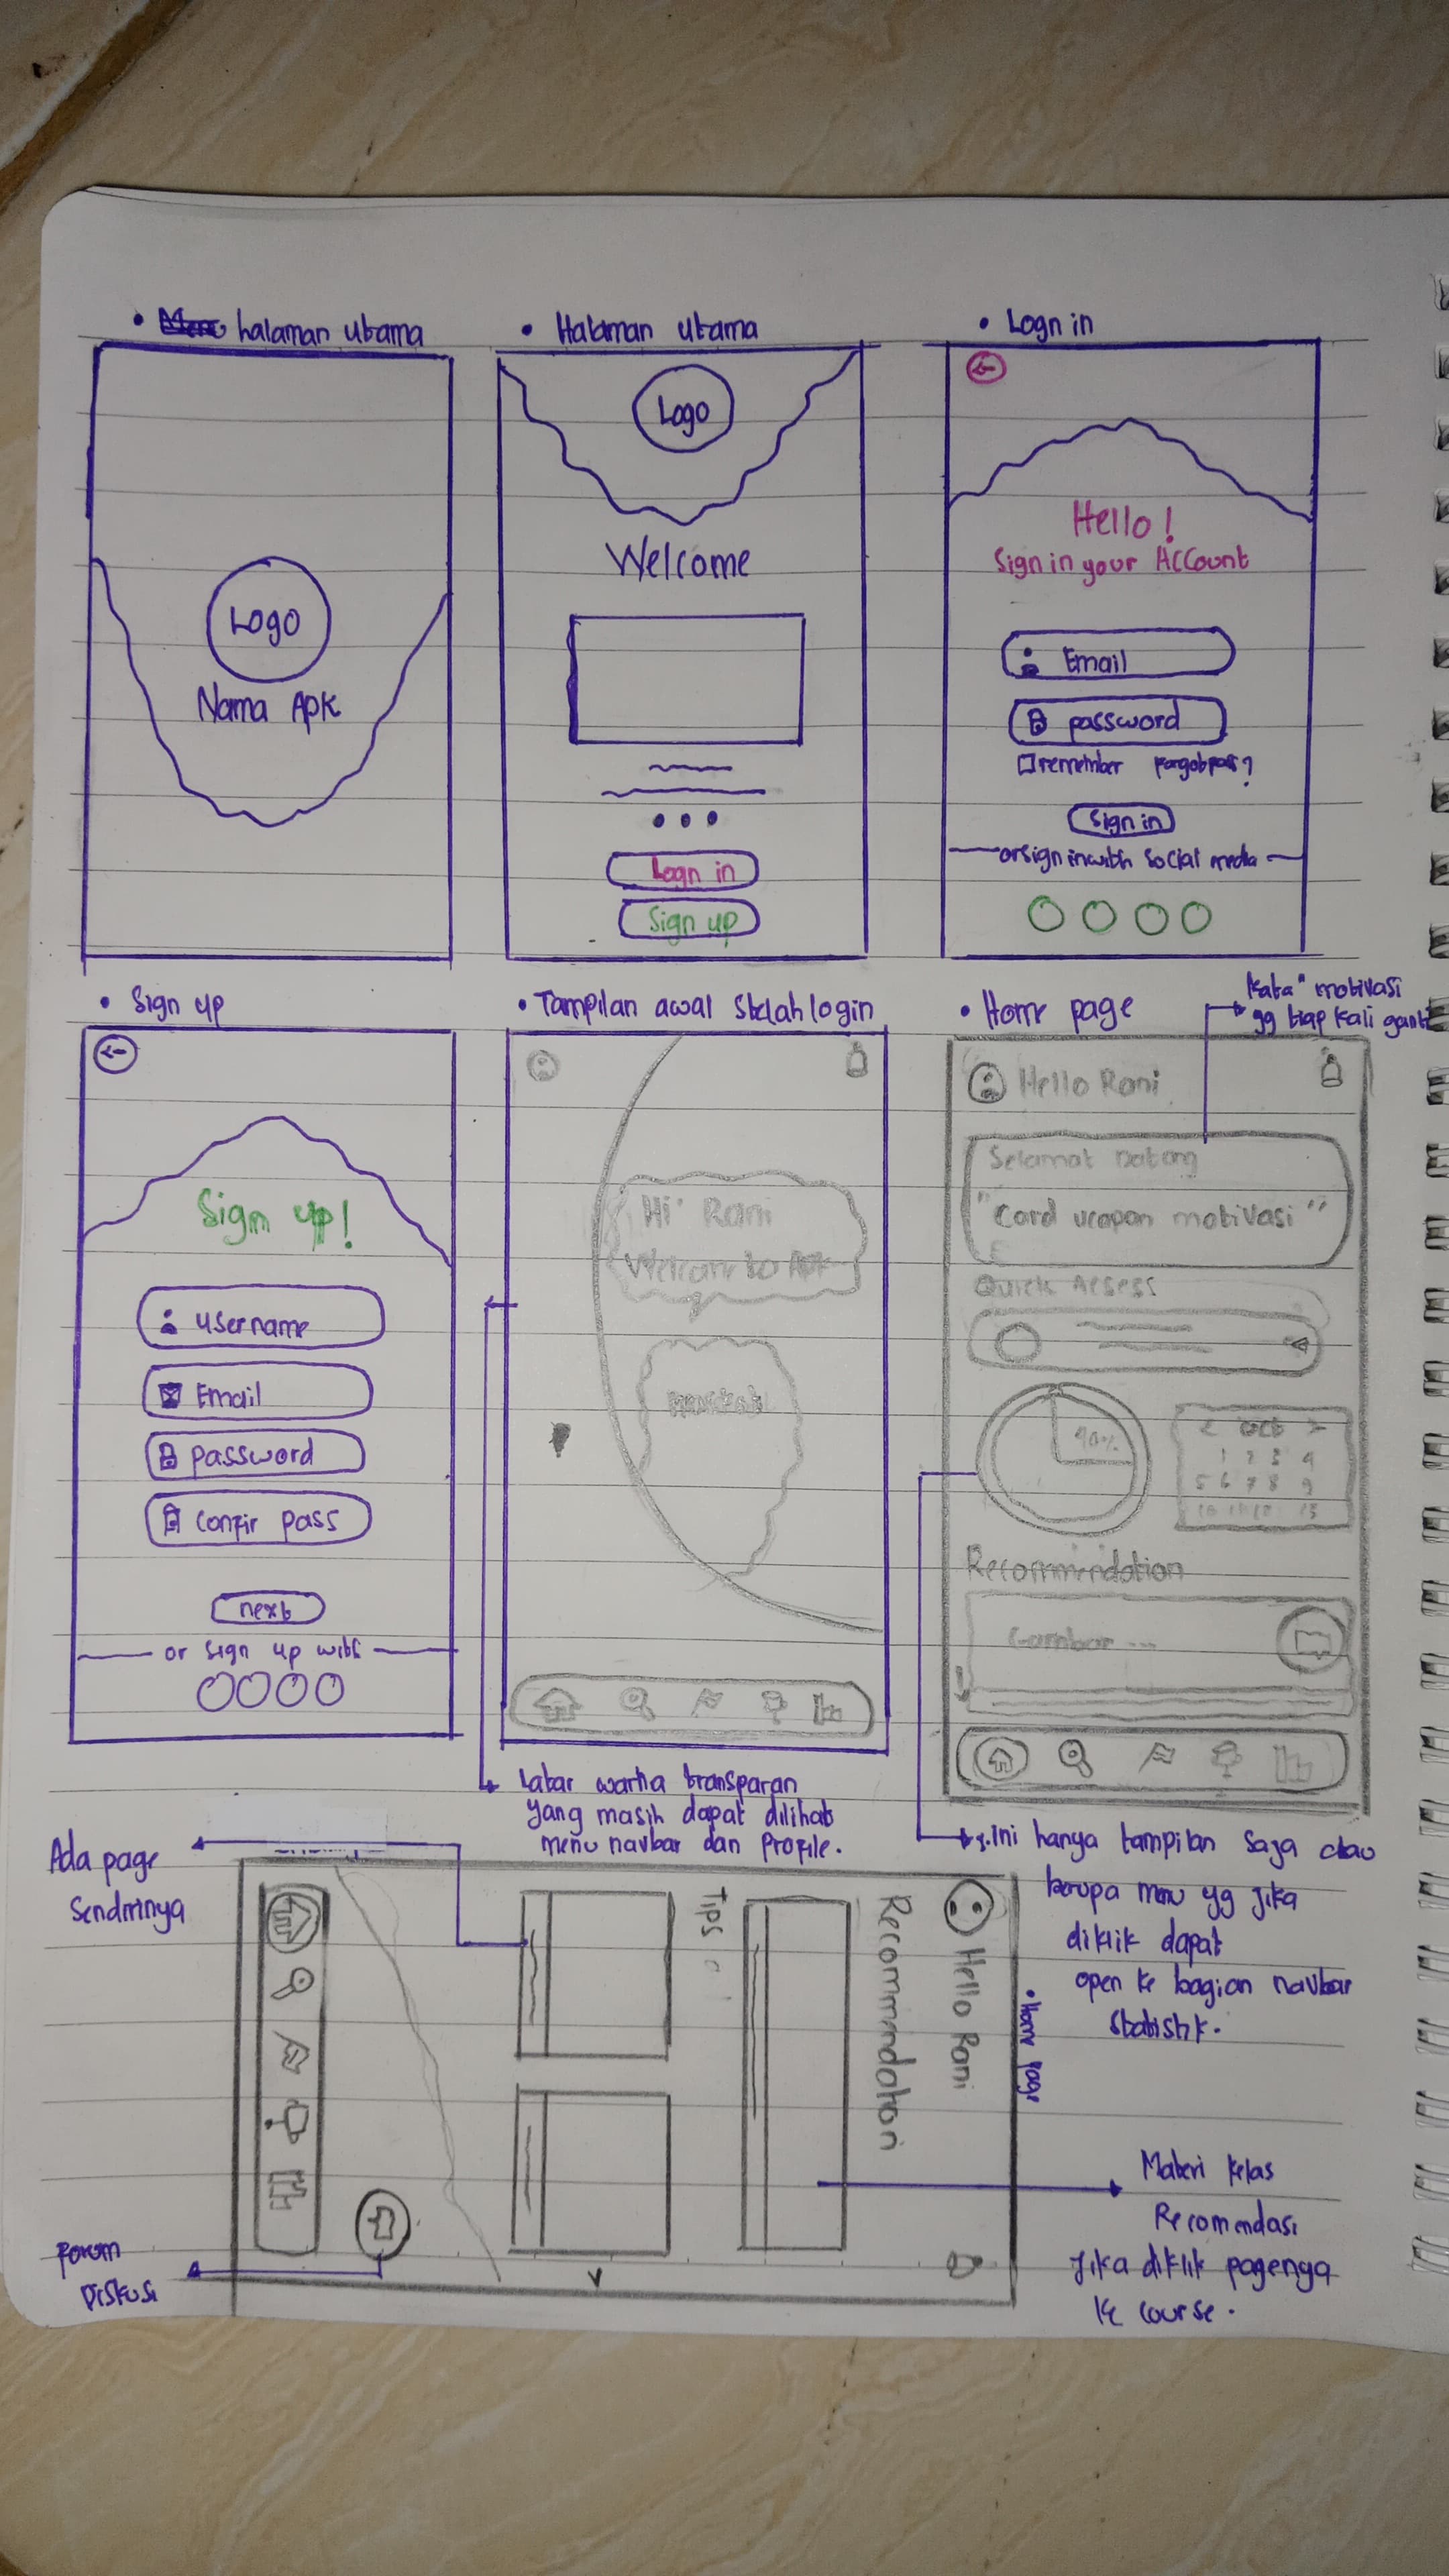 • halaman utama
Logo
Nama APK
• Halaman utama
Logo
Welcome
Logn in
Sign up
• Logn in
Hello!
Sign in your Account
Email
password
remember forgot pass?
Sign in
or sign in with Social media
• Sign up
Sign up!
username
Email
password
confir pass
next
or sign up with
• Tampilan awal stelah login
Hi' Rani
Welcome to APK
Latar warna transparan
yang masih dapat dilihat
menu navbar dan Profile.
• Home page
Kata" motivasi
yg tiap kali ganti
Hello Rani
Selamat Datang
"Card ucapan motivasi"
Quick Acsess
90%
< Oct >
1 2 3 4
5 6 7 8 9
10 11 12 13
Recommendation
Gambar ...
Ini hanya tampilan saja atau
berupa menu yg jika
diklik dapat
open ke bagian navbar
Statistik.
• Home page
Hello Rani
Recommendation
Tips
Ada page
Sendirinya
Forum
Diskusi
Materi kelas
Recomendasi
Jika diklik pagenya
ke course.